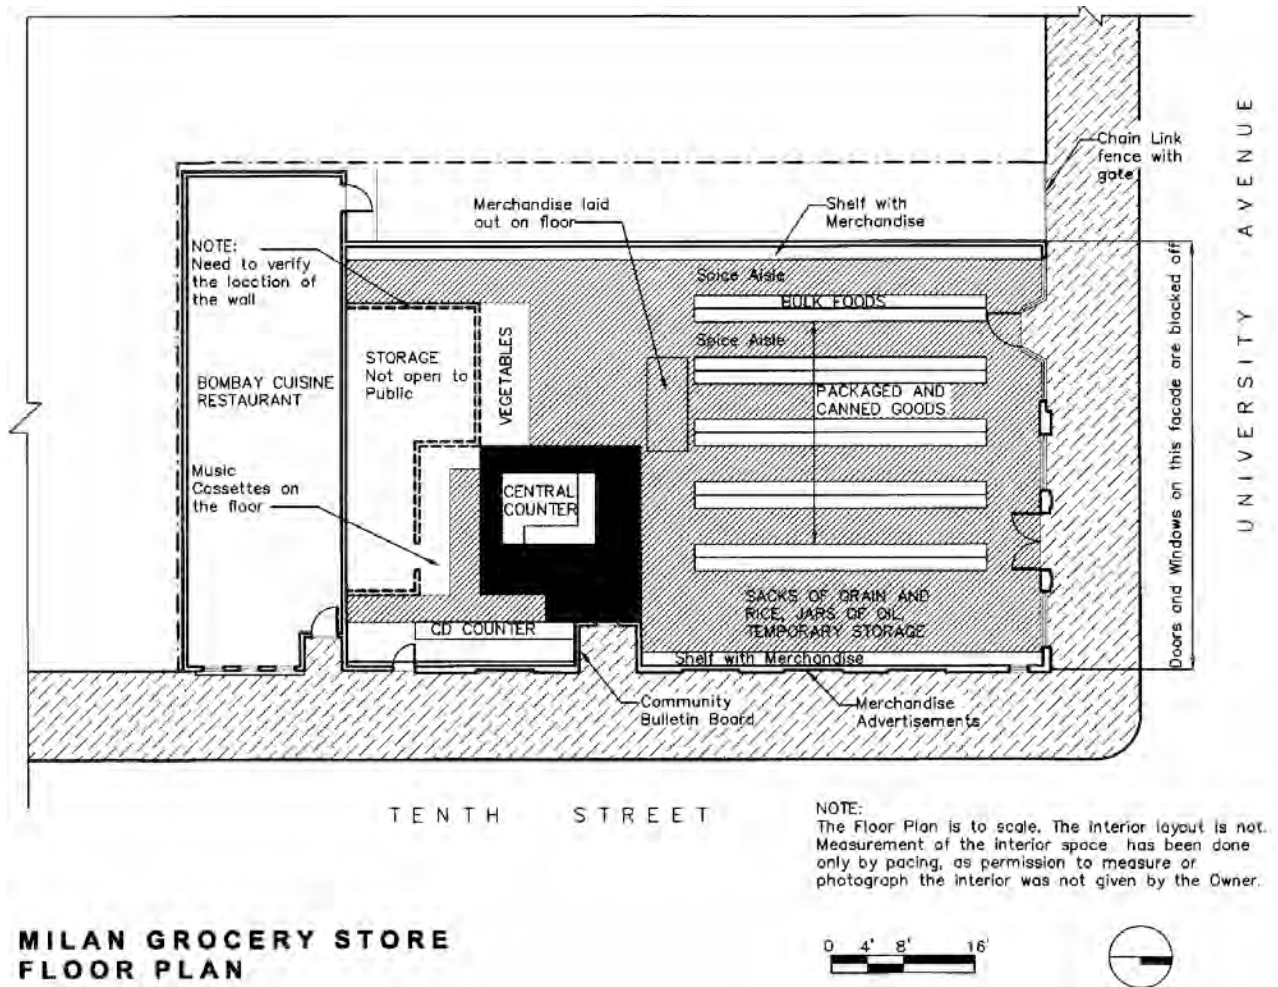 Chain Link
fence with
gate
UNIVERSITY AVENUE
Merchandise laid
out on floor
Shelf with
Merchandise
NOTE:
Need to verify
the location of
the wall
Spice Aisle
BULK FOODS
Spice Aisle
STORAGE
Not open to
Public
VEGETABLES
BOMBAY CUISINE
RESTAURANT
PACKAGED AND
CANNED GOODS
Doors and Windows on this facade are blacked off
Music
Cassettes on
the floor
CENTRAL
COUNTER
SACKS OF GRAIN AND
RICE, JARS OF OIL,
TEMPORARY STORAGE
CD COUNTER
Shelf with Merchandise
Community
Bulletin Board
Merchandise
Advertisements
TENTH STREET
NOTE:
The Floor Plan is to scale. The Interior layout is not.
Measurement of the interior space has been done
only by pacing, as permission to measure or
photograph the interior was not given by the Owner.
MILAN GROCERY STORE
FLOOR PLAN
0 4' 8' 16'